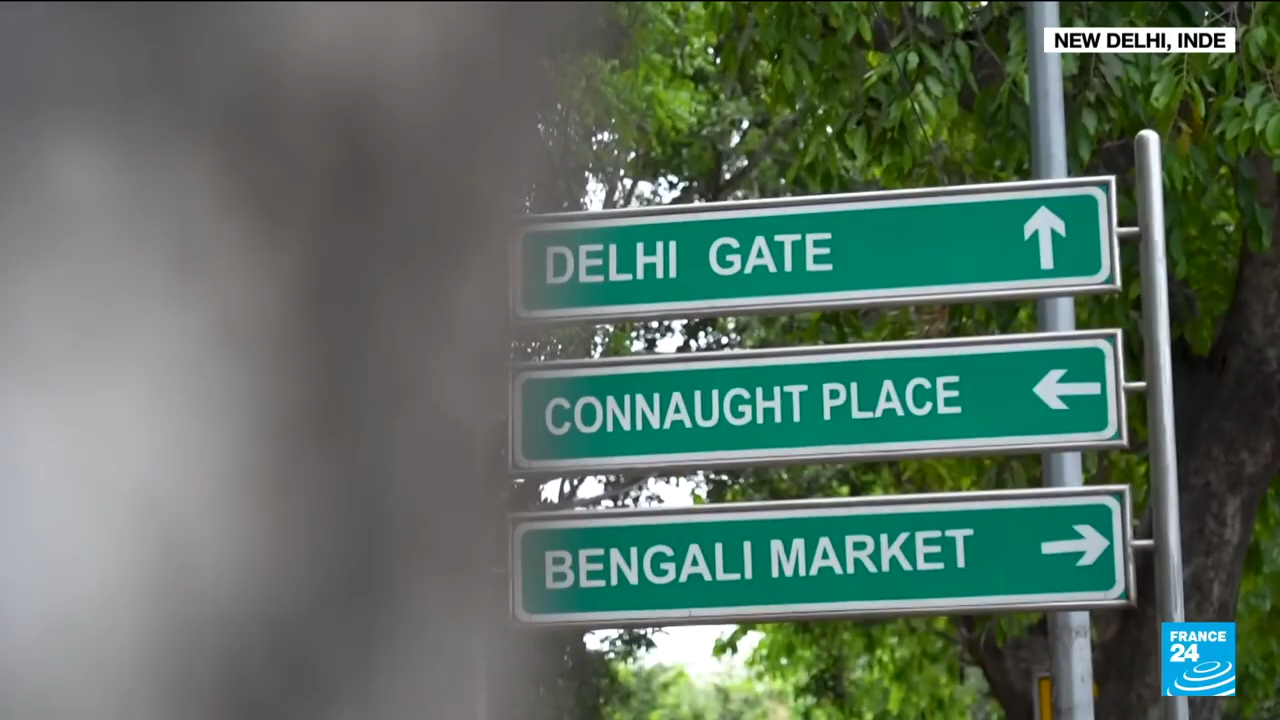 NEW DELHI, INDE
DELHI GATE
CONNAUGHT PLACE
BENGALI MARKET
FRANCE
24